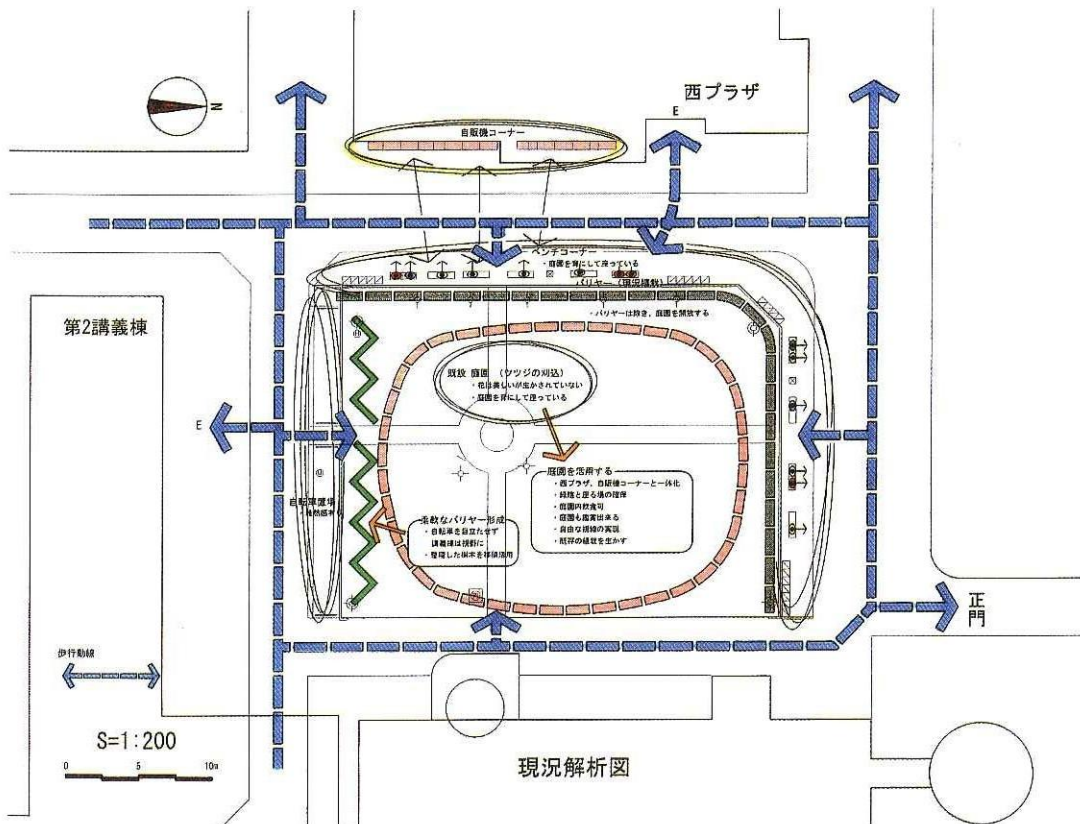 西プラザ
E
N
自販機コーナー
ベンチコーナー
・庭園を背にして座っている
バリヤー（現況植栽）
・バリヤーは除き、庭園を開放する
第2講義棟
既設 庭園 （ツツジの刈込）
・花は美しいが生かされていない
・庭園を背にして座っている
E
庭園を活用する
・西プラザ、自販機コーナーと一体化
・緑陰と座る場の確保
・庭園内飲食可
・庭園も鑑賞出来る
・自由な視線の実現
・既存の植栽を生かす
自転車置場
柔軟なバリヤー形成
・自転車を目立たせず
講義棟は視野に
・整理した樹木を移植活用
正門
歩行動線
S=1:200
0 5 10m
現況解析図